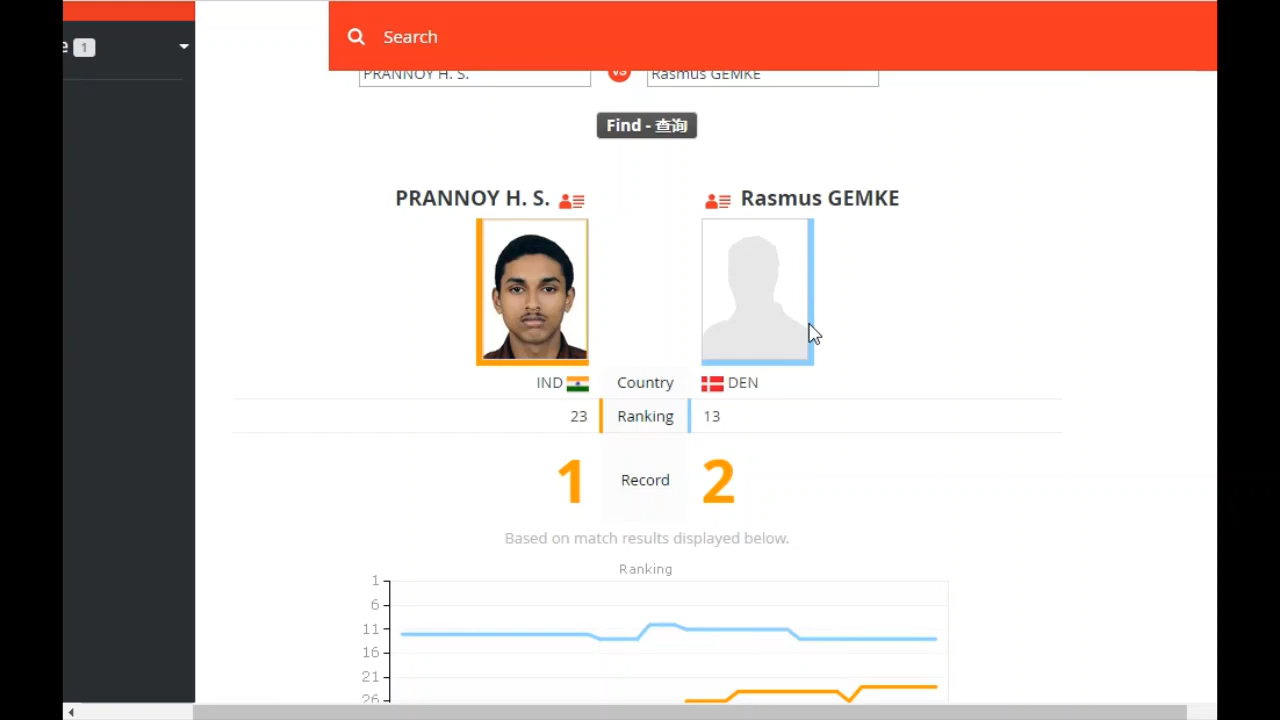 e 1
Search
PRANNOY H. S. VS Rasmus GEMKE
Find - 查询
PRANNOY H. S. Rasmus GEMKE
IND Country DEN
23 Ranking 13
1 Record 2
Based on match results displayed below.
Ranking
1
6
11
16
21
26